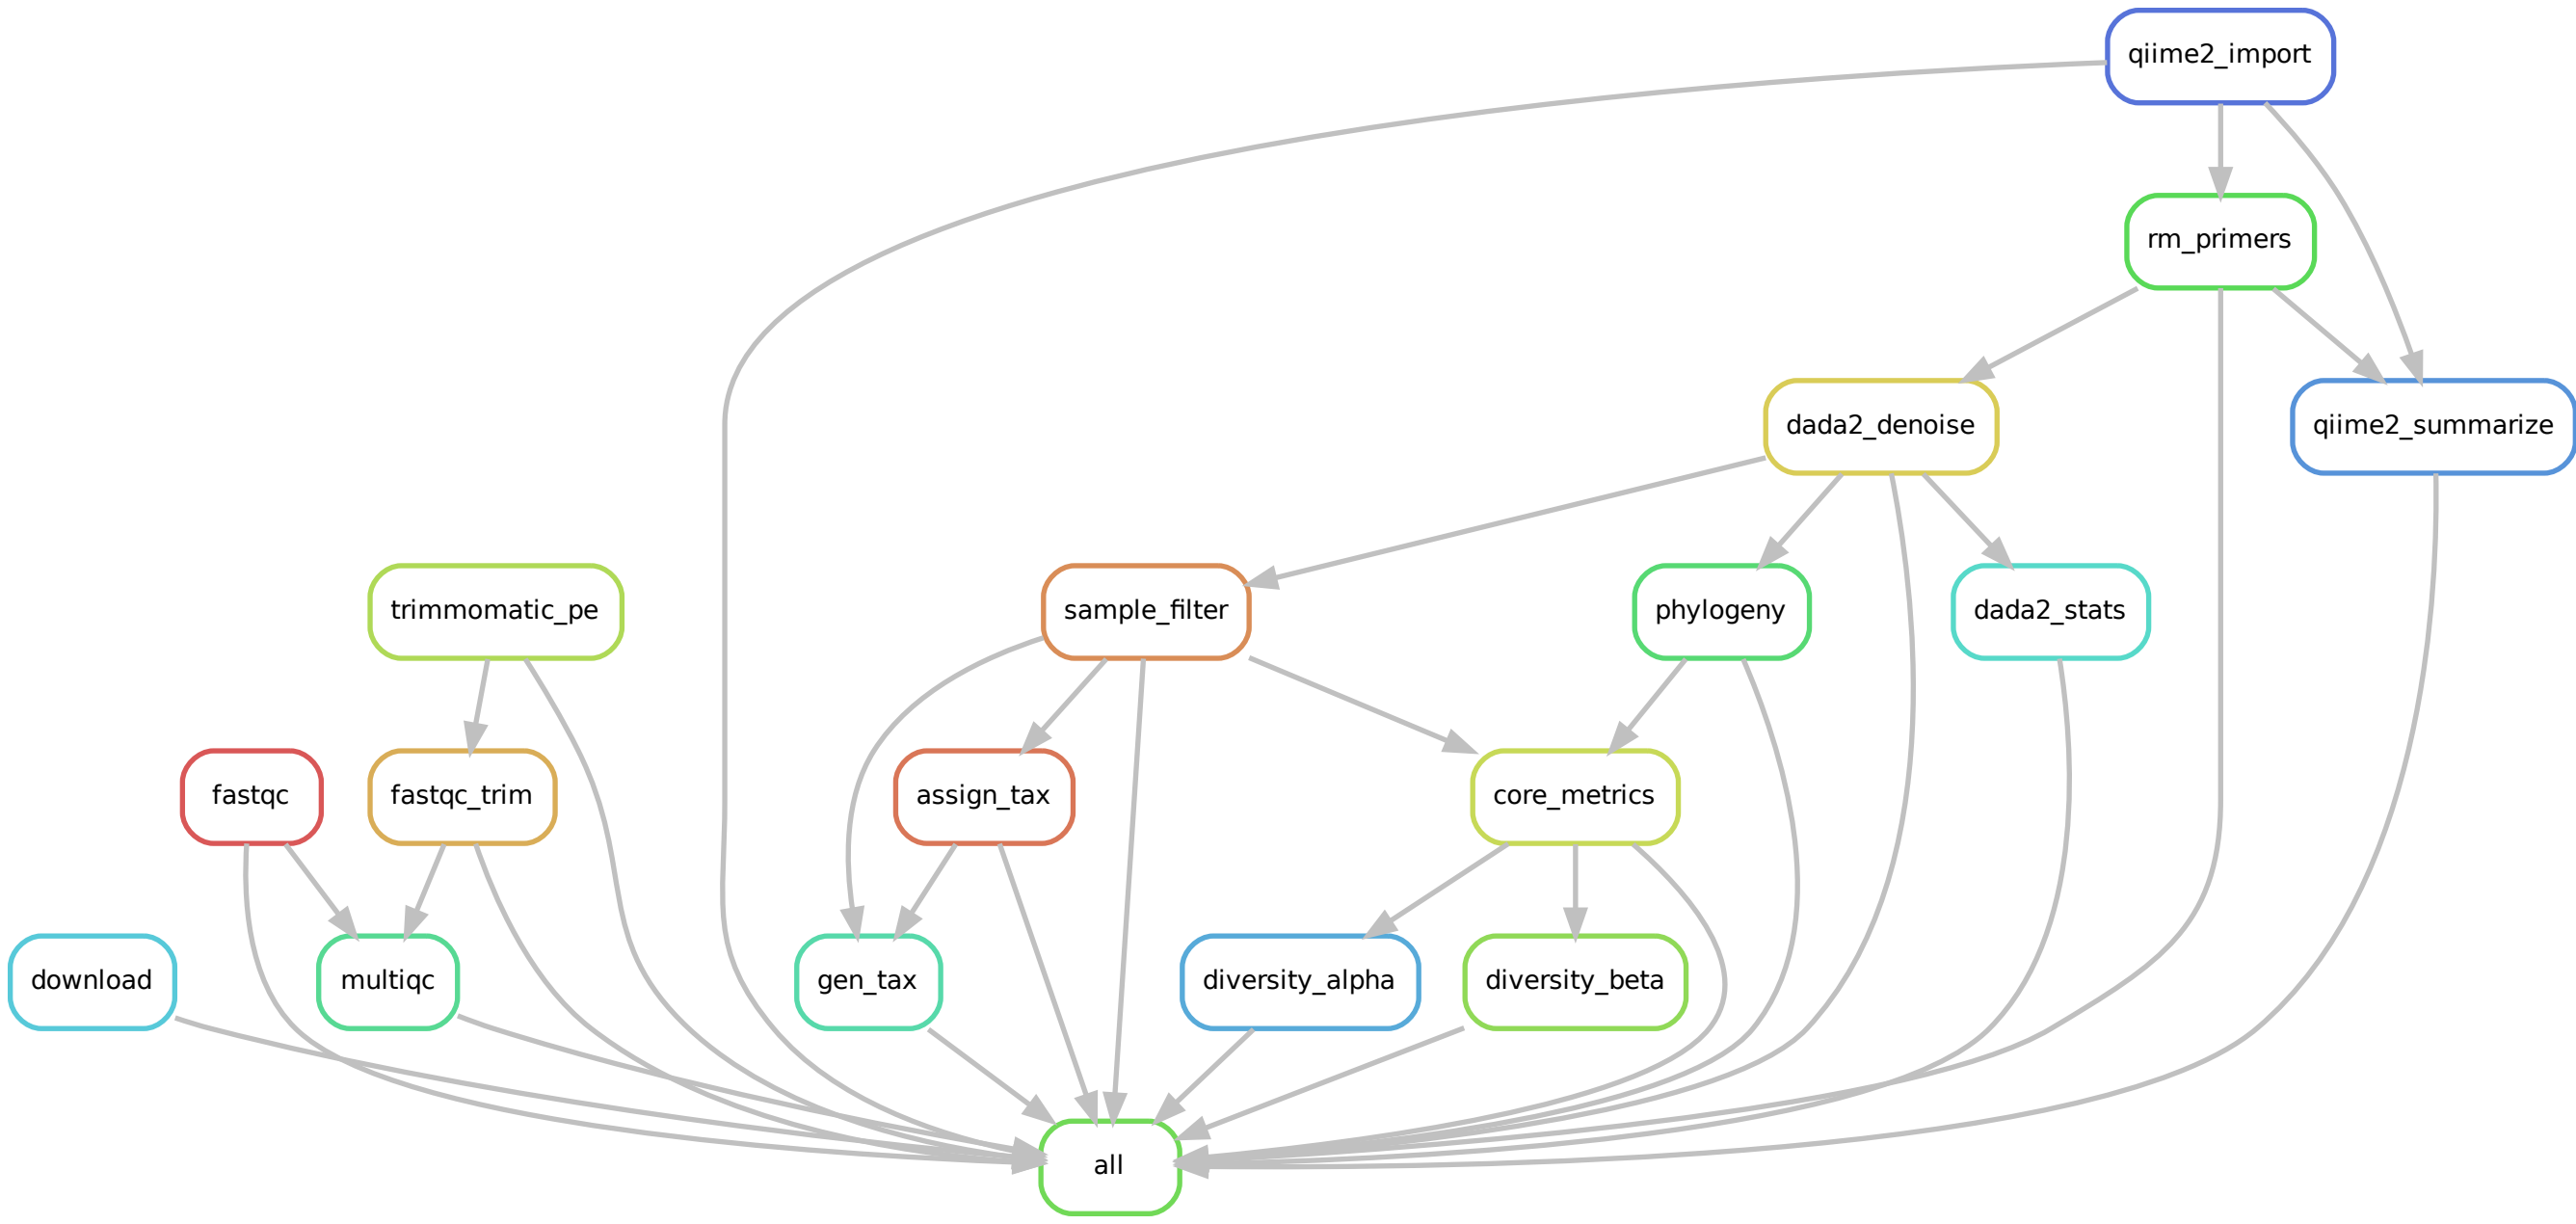 qiime2_import
rm_primers
dada2_denoise
qiime2_summarize
trimmomatic_pe
sample_filter
phylogeny
dada2_stats
fastqc
fastqc_trim
assign_tax
core_metrics
download
multiqc
gen_tax
diversity_alpha
diversity_beta
all